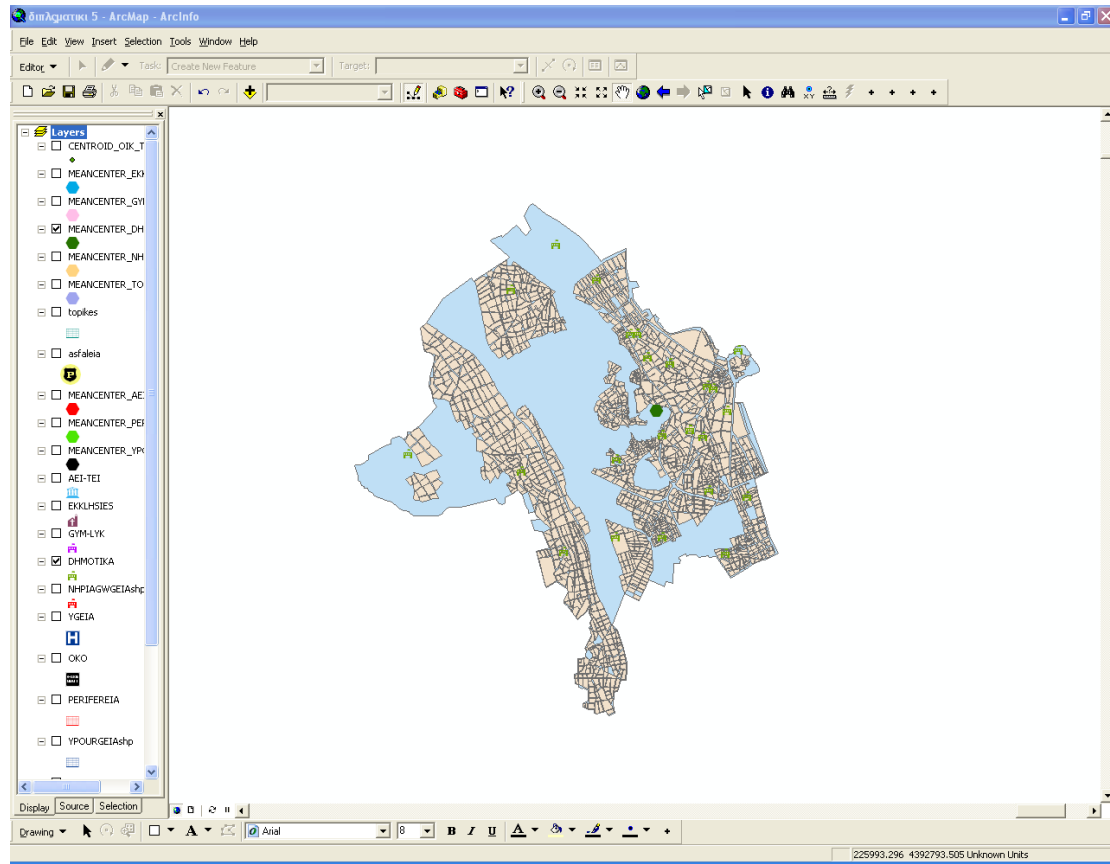 διπλωματικι 5 - ArcMap - ArcInfo
File Edit View Insert Selection Tools Window Help
Editor Task: Create New Feature Target:
Layers
CENTROID_OIK_T
MEANCENTER_EKK
MEANCENTER_GYI
MEANCENTER_DH
MEANCENTER_NH
MEANCENTER_TO
topikes
asfaleia
P
MEANCENTER_AE:
MEANCENTER_PEF
MEANCENTER_YPO
AEI-TEI
EKKLHSIES
GYM-LYK
DHMOTIKA
NHPIAGWGEIAshp
YGEIA
H
OKO
PERIFEREIA
YPOURGEIAshp
Display Source Selection
Drawing A Arial 8 B I U A
225993.296 4392793.505 Unknown Units